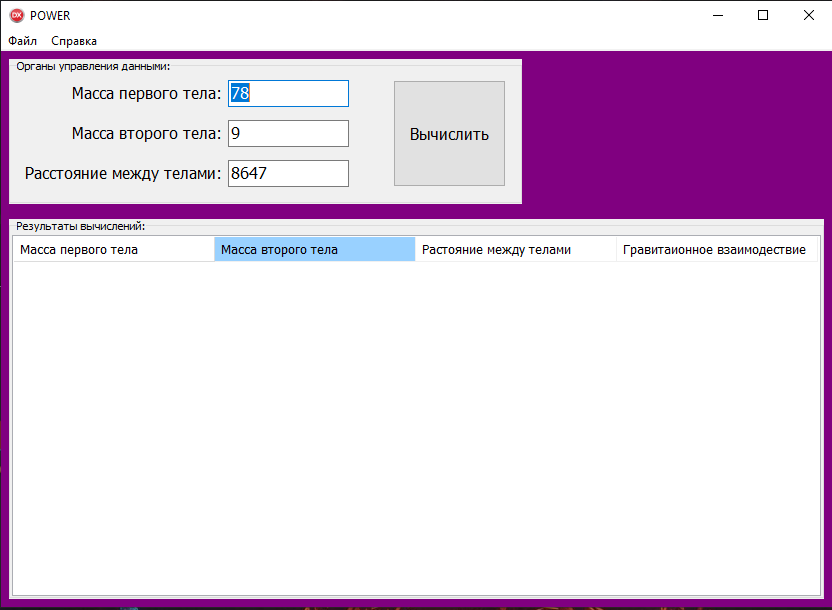 DX POWER
Файл Справка
Органы управления данными:
Масса первого тела: 78
Масса второго тела: 9
Расстояние между телами: 8647
Вычислить
Результаты вычислений:
Масса первого тела Масса второго тела Растояние между телами Гравитаионное взаимодествие